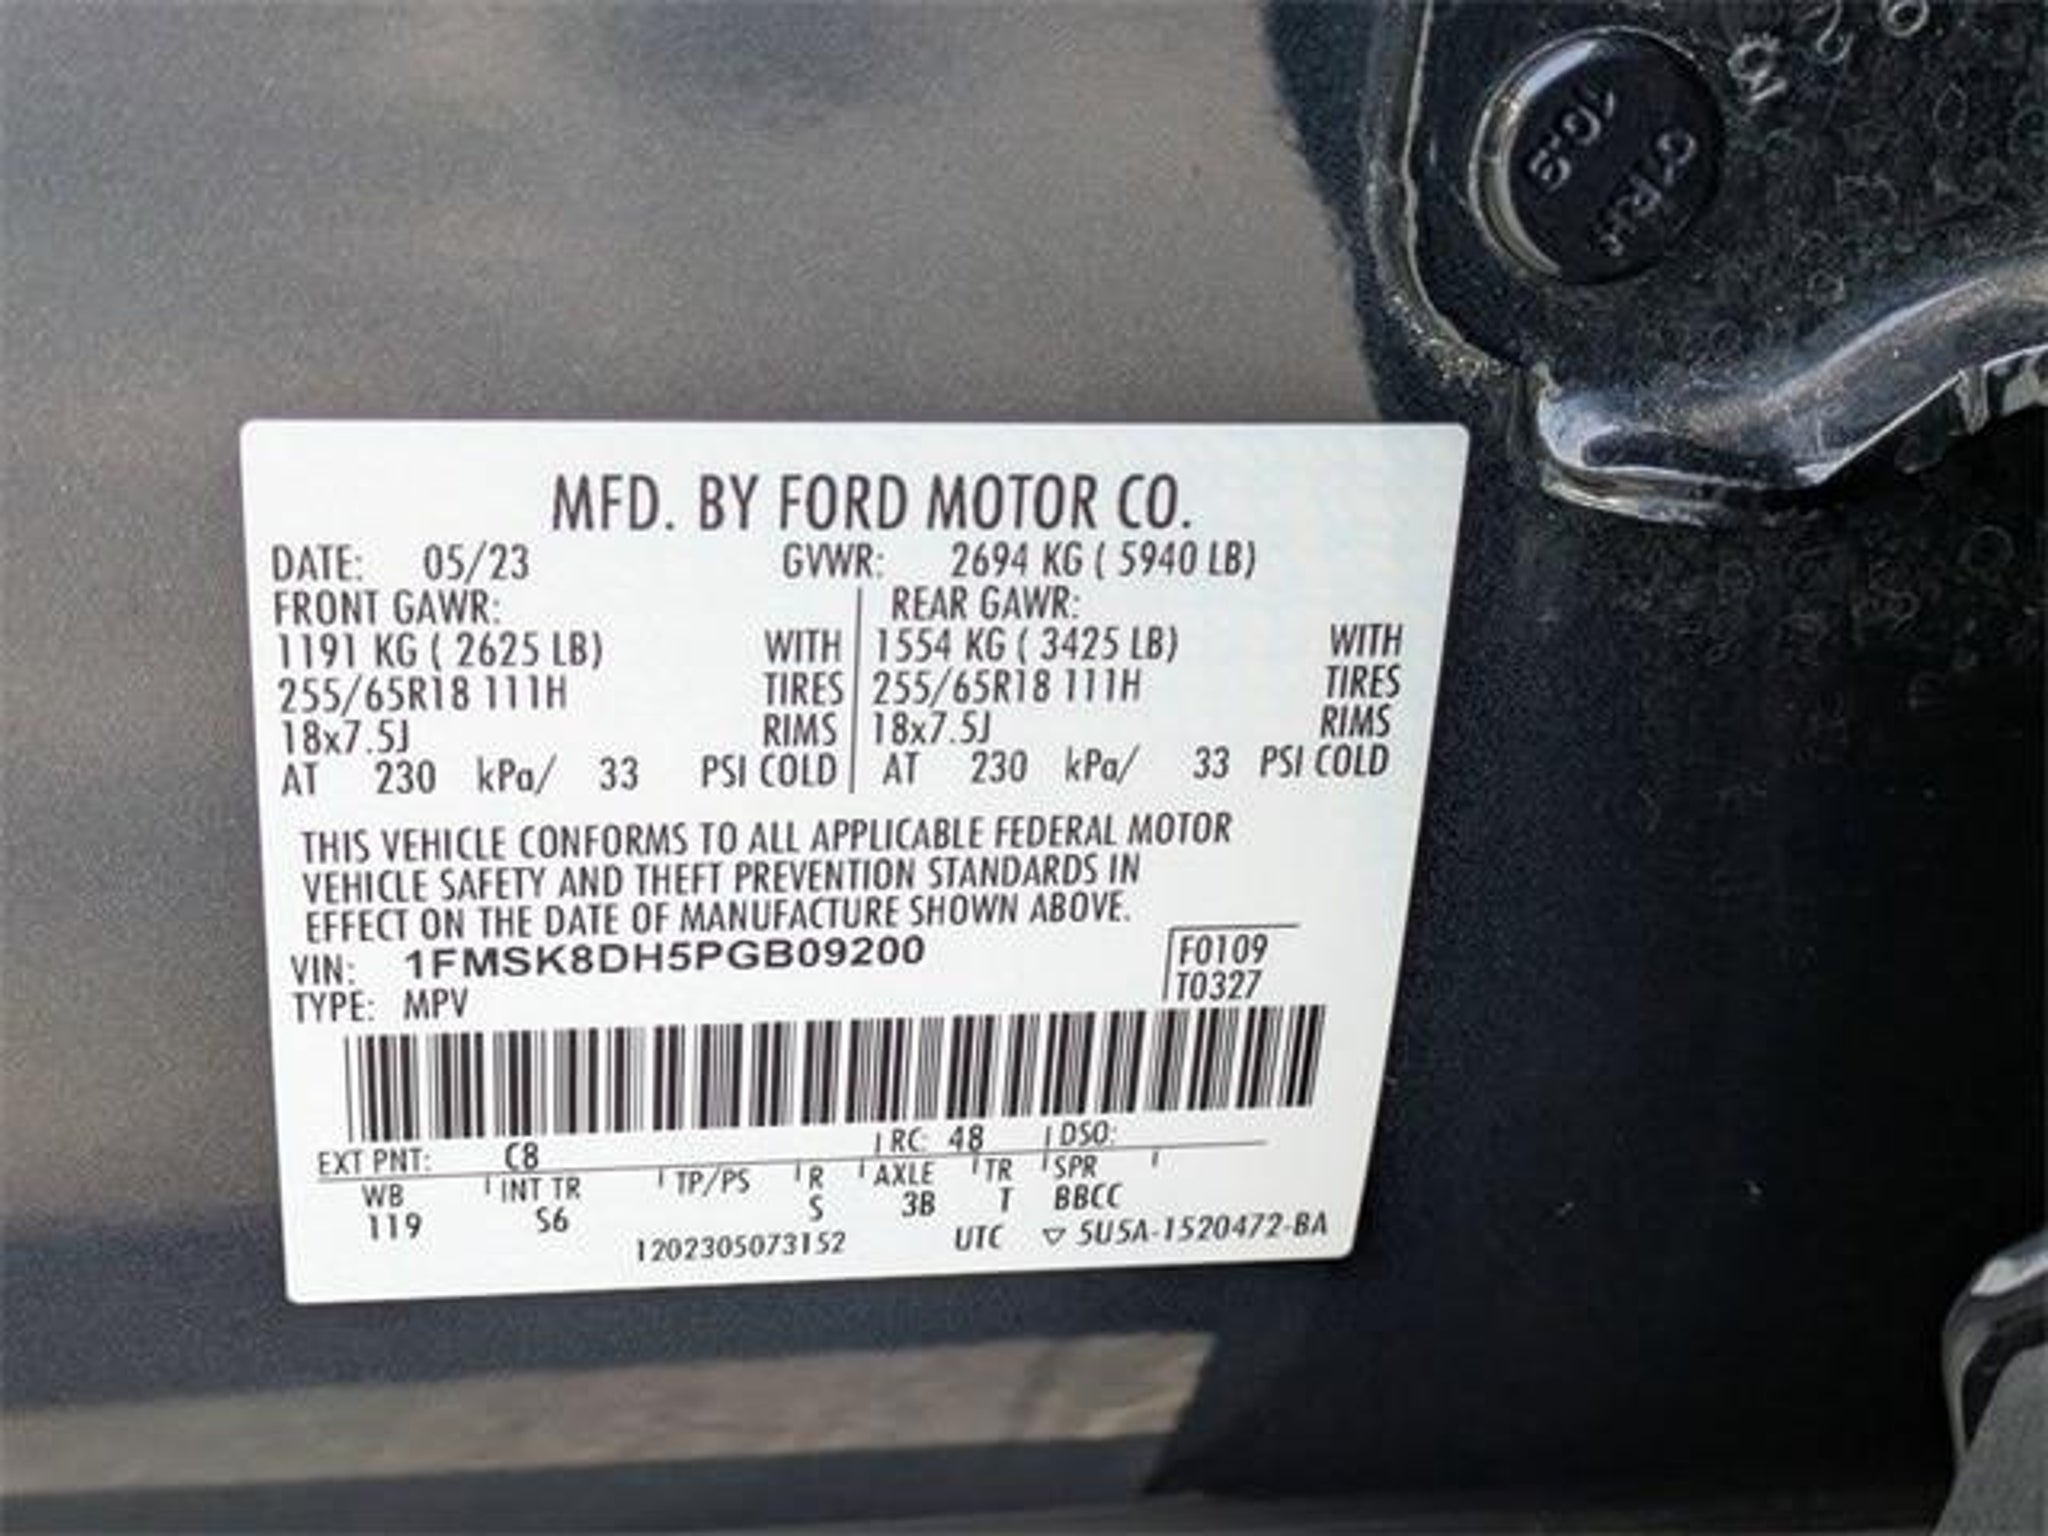 MFD. BY FORD MOTOR CO.
DATE: 05/23 GVWR: 2694 KG ( 5940 LB)
FRONT GAWR: REAR GAWR:
1191 KG ( 2625 LB) WITH 1554 KG ( 3425 LB) WITH
255/65R18 111H TIRES 255/65R18 111H TIRES
18x7.5J RIMS 18x7.5J RIMS
AT 230 kPa/ 33 PSI COLD AT 230 kPa/ 33 PSI COLD
THIS VEHICLE CONFORMS TO ALL APPLICABLE FEDERAL MOTOR
VEHICLE SAFETY AND THEFT PREVENTION STANDARDS IN
EFFECT ON THE DATE OF MANUFACTURE SHOWN ABOVE.
VIN: 1FMSK8DH5PGB09200 F0109
TYPE: MPV T0327
EXT PNT: C8 RC: 48 DSO:
WB INT TR TP/PS R AXLE TR SPR
119 S6 S 3B T BBCC
1202305073152 UTC ▽ 5U5A-1520472-BA